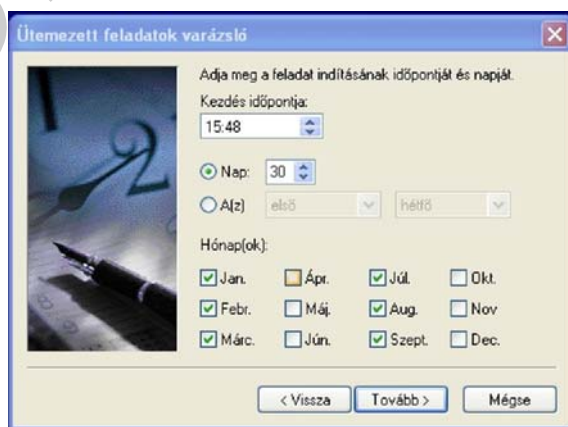 Ütemezett feladatok varázsló
Adja meg a feladat indításának időpontját és napját.
Kezdés időpontja:
15:48
Nap: 30
A(z) első hétfő
Hónap(ok):
Jan. Ápr. Júl. Okt.
Febr. Máj. Aug. Nov
Márc. Jún. Szept. Dec.
< Vissza Tovább > Mégse